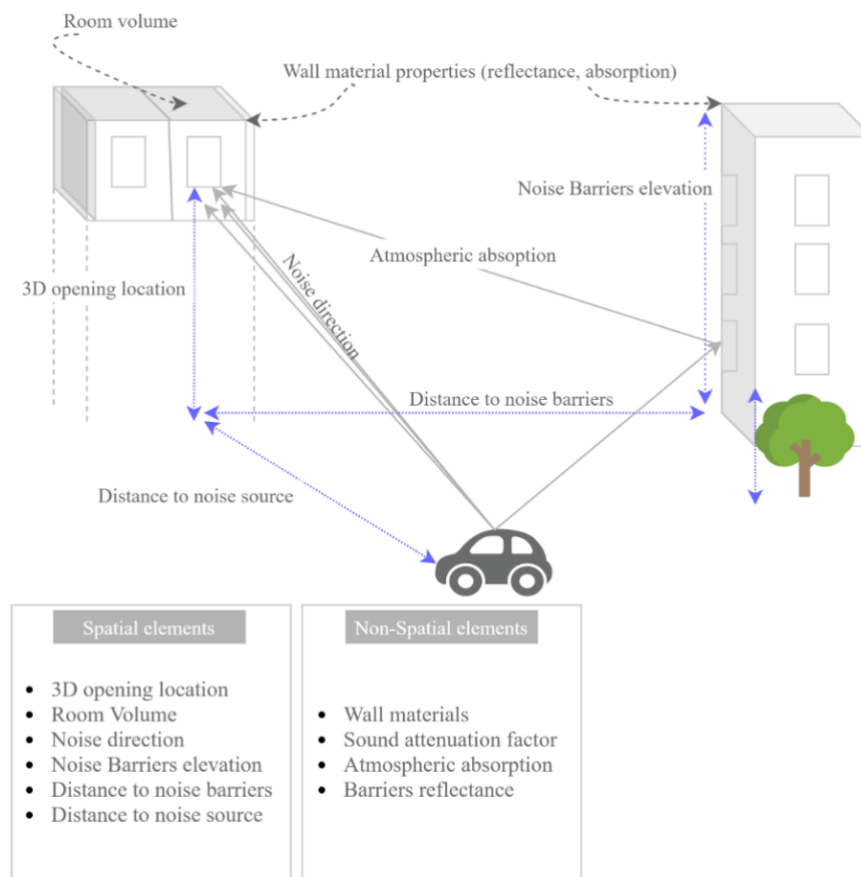 Room volume
Wall material properties (reflectance, absorption)
Noise Barriers elevation
Atmospheric absoption
Noise direction
3D opening location
Distance to noise barriers
Distance to noise source
Spatial elements
• 3D opening location
• Room Volume
• Noise direction
• Noise Barriers elevation
• Distance to noise barriers
• Distance to noise source
Non-Spatial elements
• Wall materials
• Sound attenuation factor
• Atmospheric absorption
• Barriers reflectance